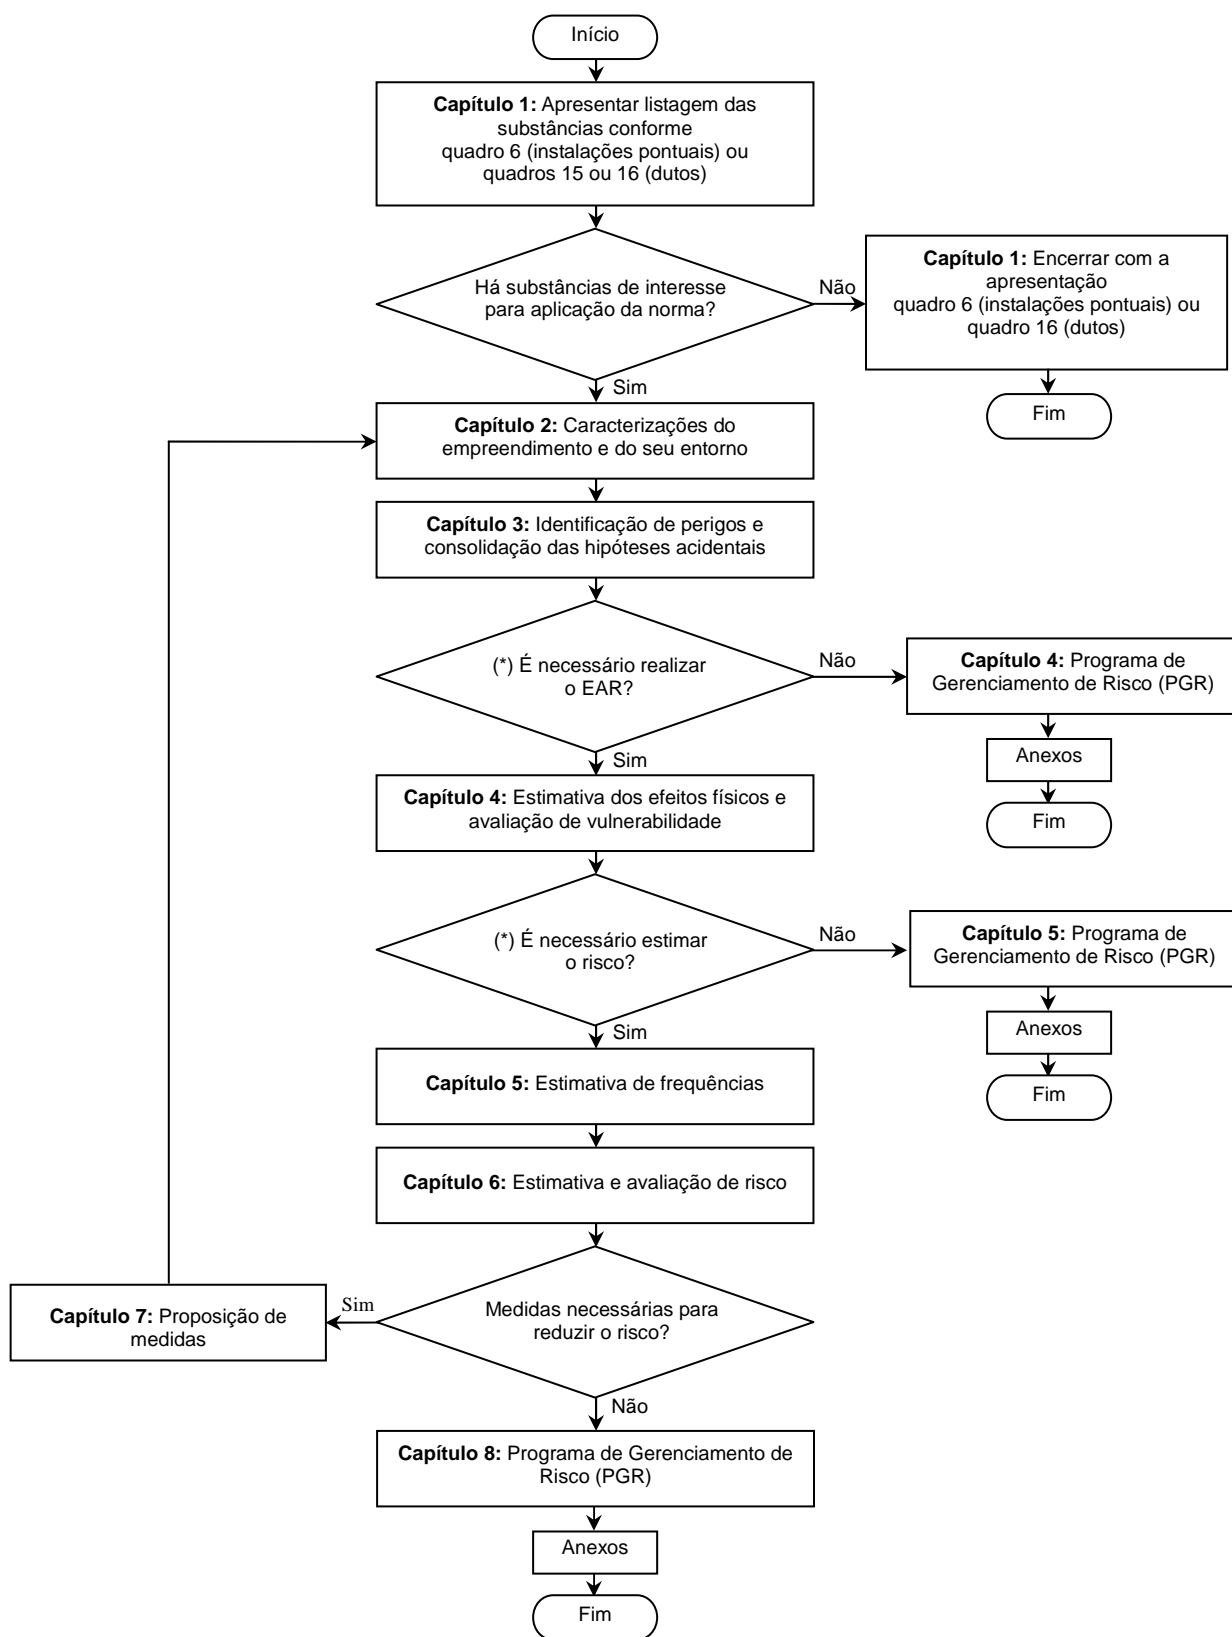 Início
Capítulo 1: Apresentar listagem das
substâncias conforme
quadro 6 (instalações pontuais) ou
quadros 15 ou 16 (dutos)
Há substâncias de interesse
para aplicação da norma?
Não
Capítulo 1: Encerrar com a
apresentação
quadro 6 (instalações pontuais) ou
quadro 16 (dutos)
Fim
Sim
Capítulo 2: Caracterizações do
empreendimento e do seu entorno
Capítulo 3: Identificação de perigos e
consolidação das hipóteses acidentais
(*) É necessário realizar
o EAR?
Não
Capítulo 4: Programa de
Gerenciamento de Risco (PGR)
Anexos
Fim
Sim
Capítulo 4: Estimativa dos efeitos físicos e
avaliação de vulnerabilidade
(*) É necessário estimar
o risco?
Não
Capítulo 5: Programa de
Gerenciamento de Risco (PGR)
Anexos
Fim
Sim
Capítulo 5: Estimativa de frequências
Capítulo 6: Estimativa e avaliação de risco
Medidas necessárias para
reduzir o risco?
Sim
Capítulo 7: Proposição de
medidas
Não
Capítulo 8: Programa de Gerenciamento de
Risco (PGR)
Anexos
Fim